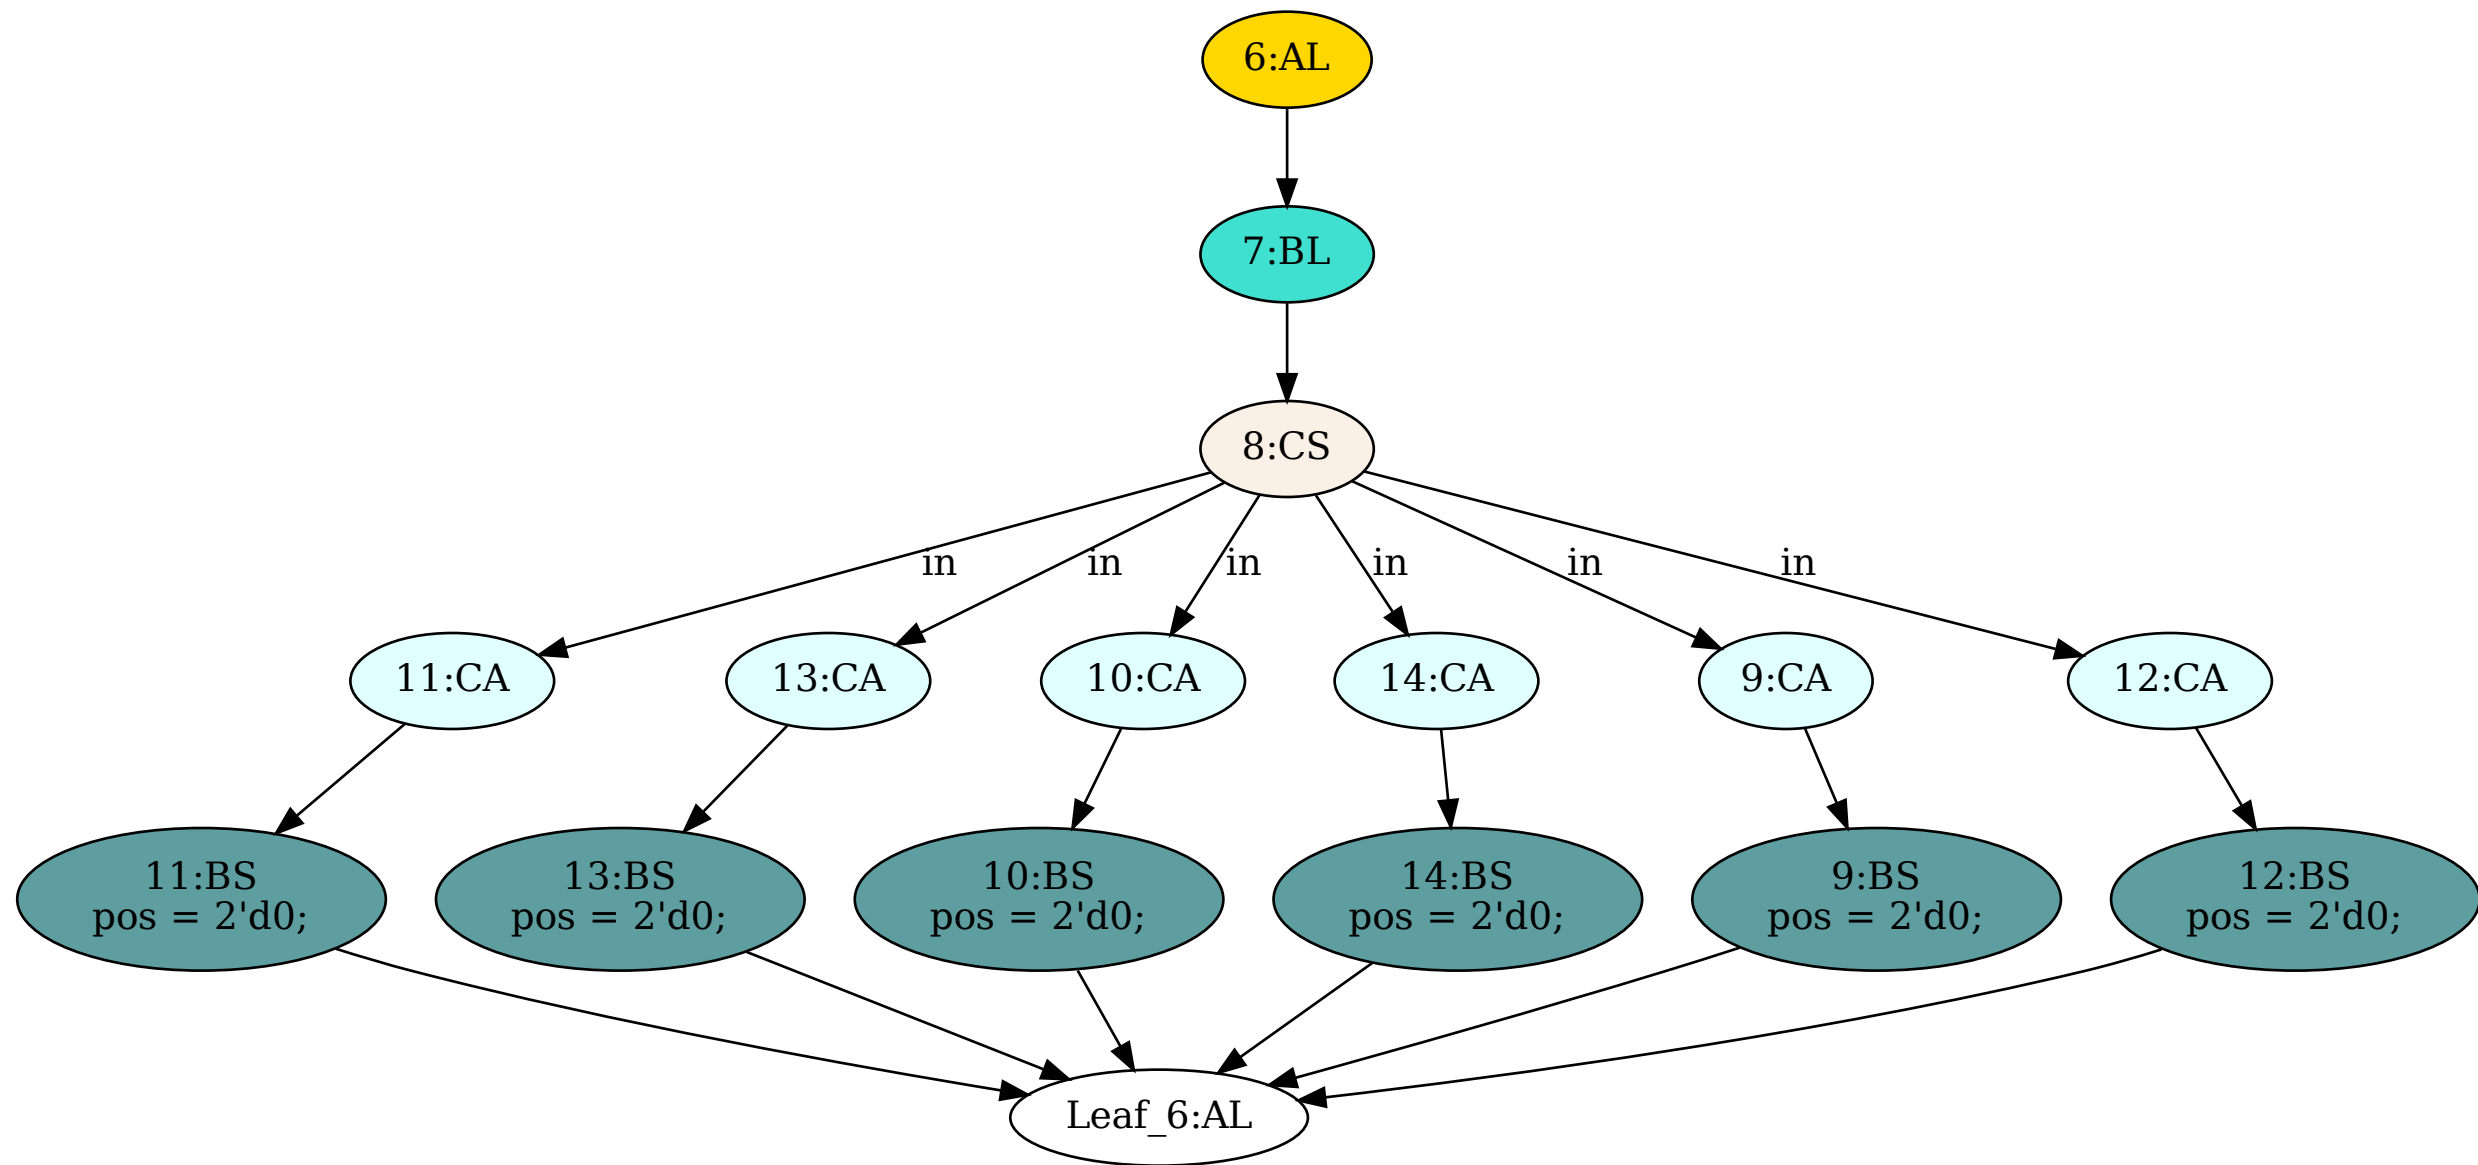 6:AL
7:BL
8:CS
in
in
in
in
in
in
11:CA
13:CA
10:CA
14:CA
9:CA
12:CA
11:BS
pos = 2'd0;
13:BS
pos = 2'd0;
10:BS
pos = 2'd0;
14:BS
pos = 2'd0;
9:BS
pos = 2'd0;
12:BS
pos = 2'd0;
Leaf_6:AL